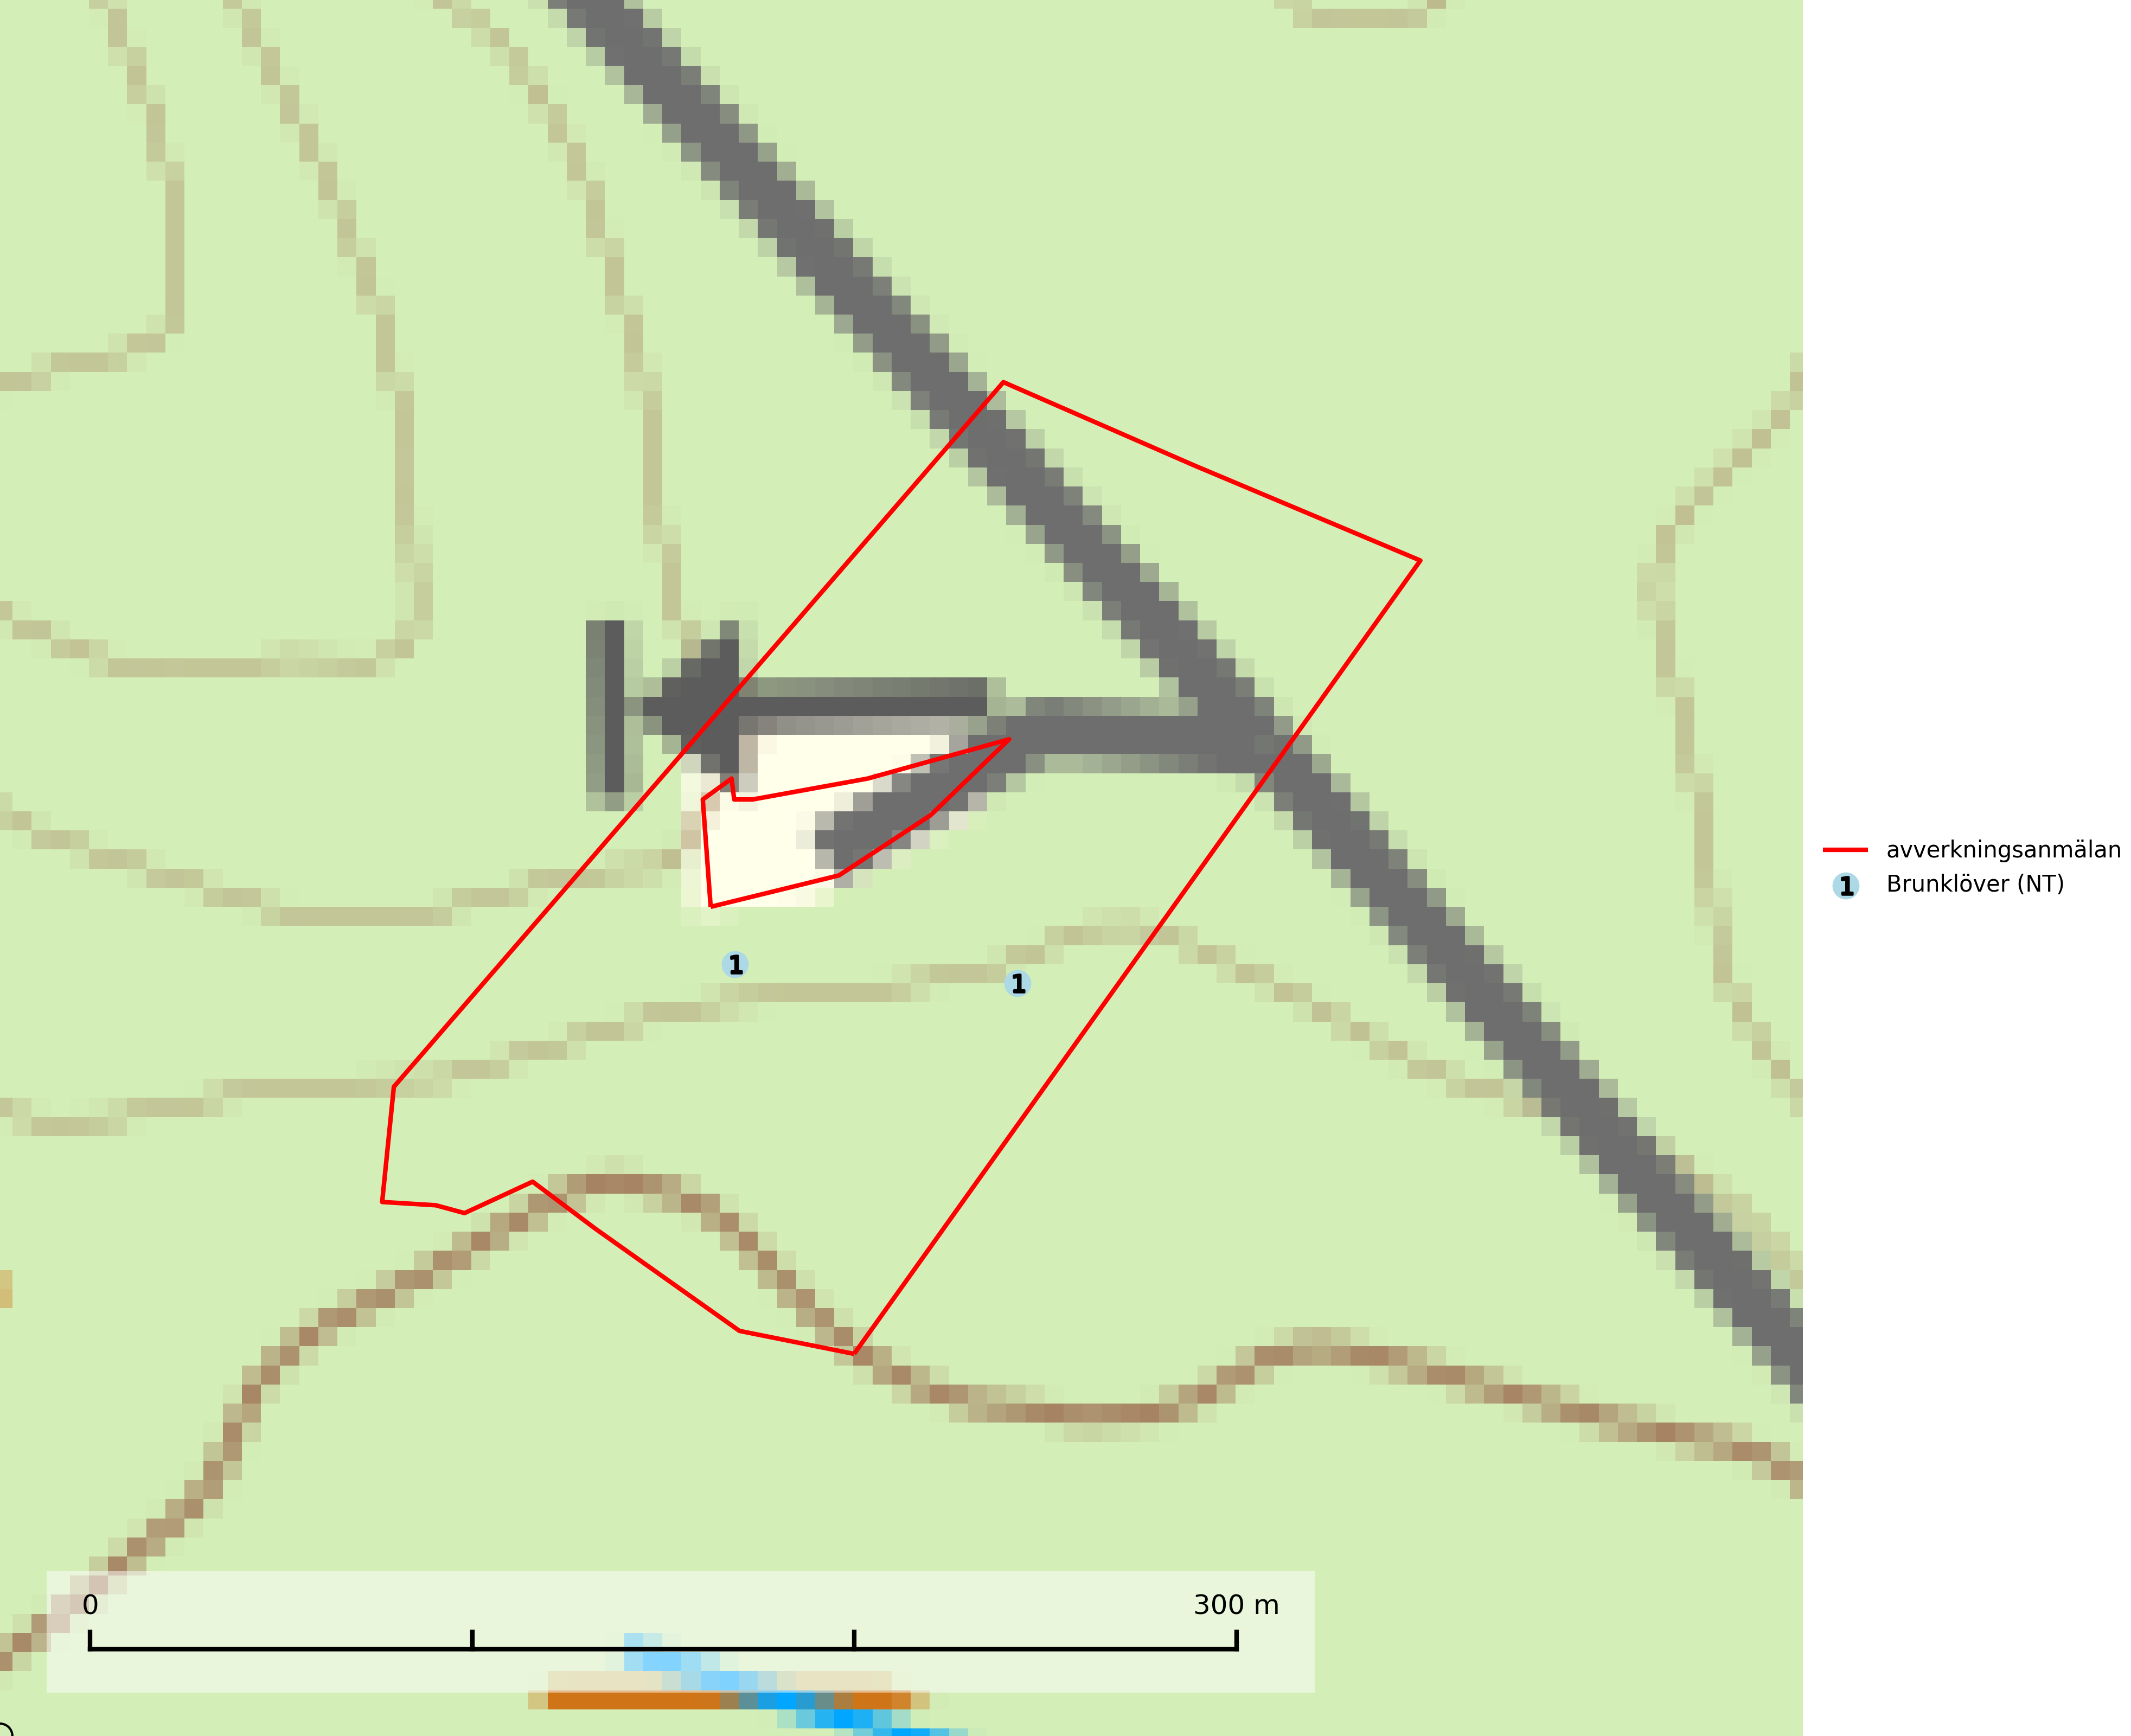 1
1
avverkningsanmälan
1 Brunklöver (NT)
0 300 m